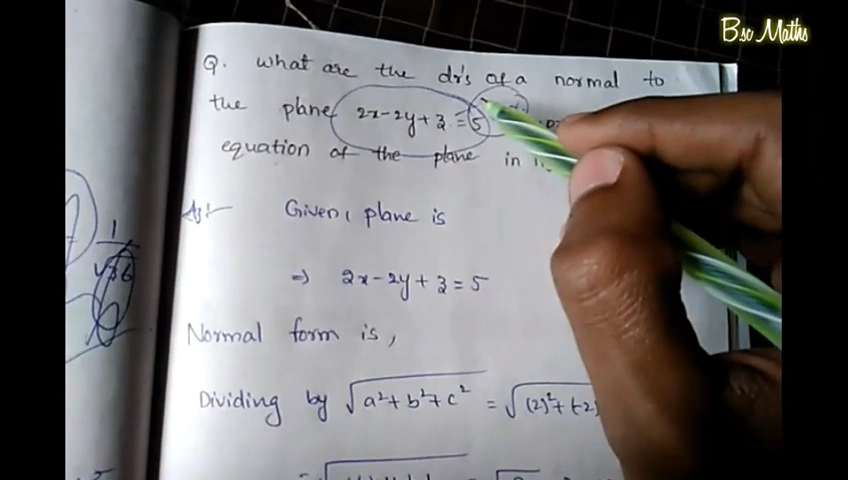 Bsc Maths
Q. What are the dr's of a normal to
the plane 2x-2y+z = 5
equation of the plane in
As:- Given, plane is
⇒ 2x-2y+z = 5
Normal form is,
Dividing by √a²+b²+c² = √(2)²+(-2)
1